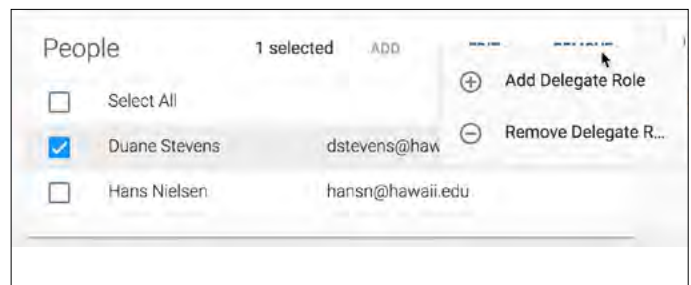 People 1 selected ADD
Add Delegate Role
Select All
Remove Delegate R...
Duane Stevens dstevens@haw
Hans Nielsen hansn@hawaii.edu